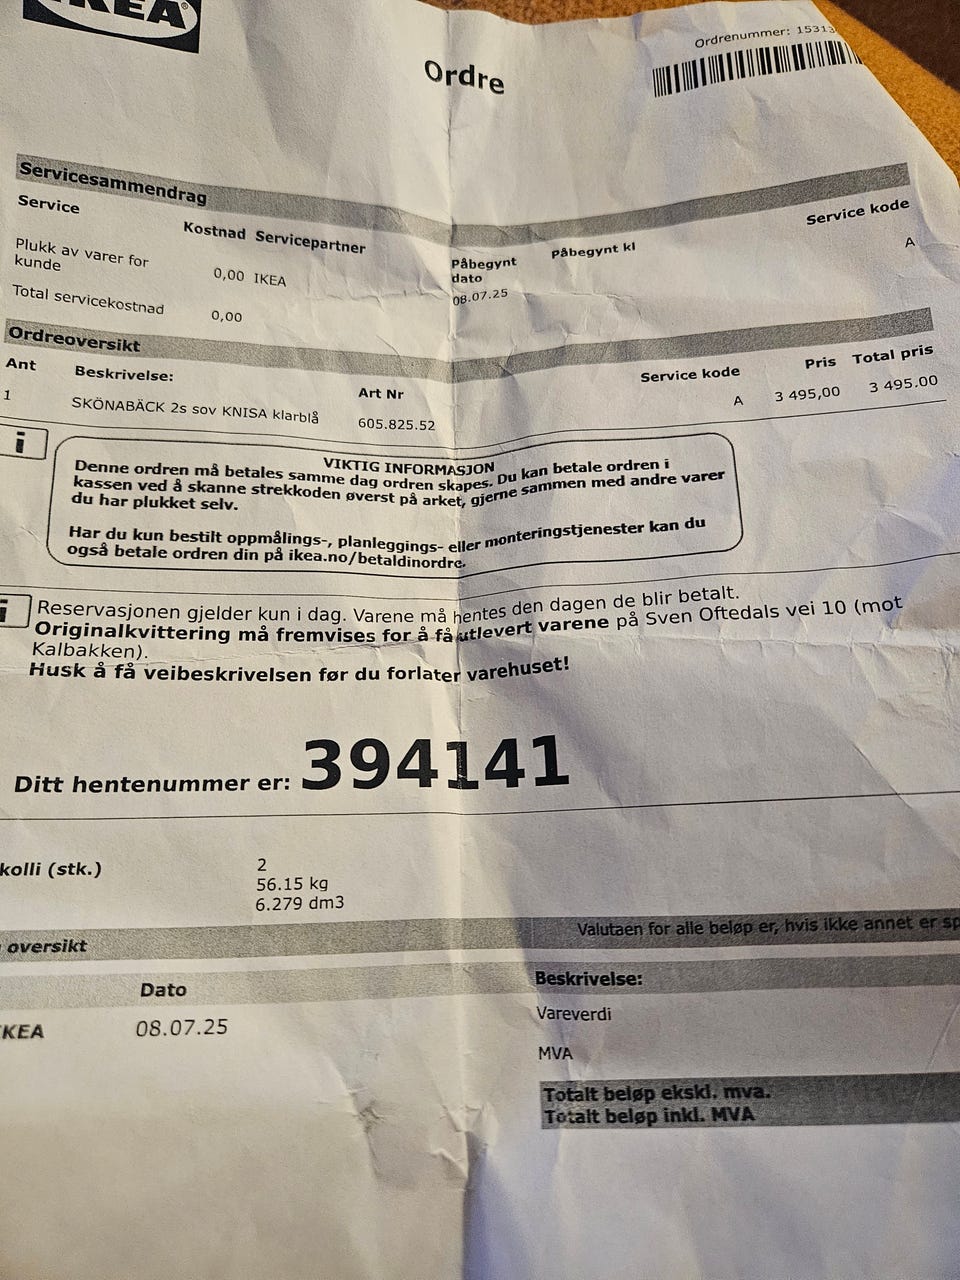 IKEA
Ordrenummer: 15313
Ordre
Servicesammendrag
Service Kostnad Servicepartner Påbegynt dato Påbegynt kl Service kode
Plukk av varer for kunde 0,00 IKEA 08.07.25 A
Total servicekostnad 0,00
Ordreoversikt
Ant Beskrivelse: Art Nr Service kode Pris Total pris
1 SKÖNABÄCK 2s sov KNISA klarblå 605.825.52 A 3 495,00 3 495.00
i
VIKTIG INFORMASJON
Denne ordren må betales samme dag ordren skapes. Du kan betale ordren i
kassen ved å skanne strekkoden øverst på arket, gjerne sammen med andre varer
du har plukket selv.
Har du kun bestilt oppmålings-, planleggings- eller monteringstjenester kan du
også betale ordren din på ikea.no/betaldinordre.
i
Reservasjonen gjelder kun i dag. Varene må hentes den dagen de blir betalt.
Originalkvittering må fremvises for å få utlevert varene på Sven Oftedals vei 10 (mot
Kalbakken).
Husk å få veibeskrivelsen før du forlater varehuset!
Ditt hentenummer er: 394141
kolli (stk.) 2
56.15 kg
6.279 dm3
oversikt Valutaen for alle beløp er, hvis ikke annet er sp
Dato Beskrivelse:
IKEA 08.07.25 Vareverdi
MVA
Totalt beløp ekskl. mva.
Totalt beløp inkl. MVA